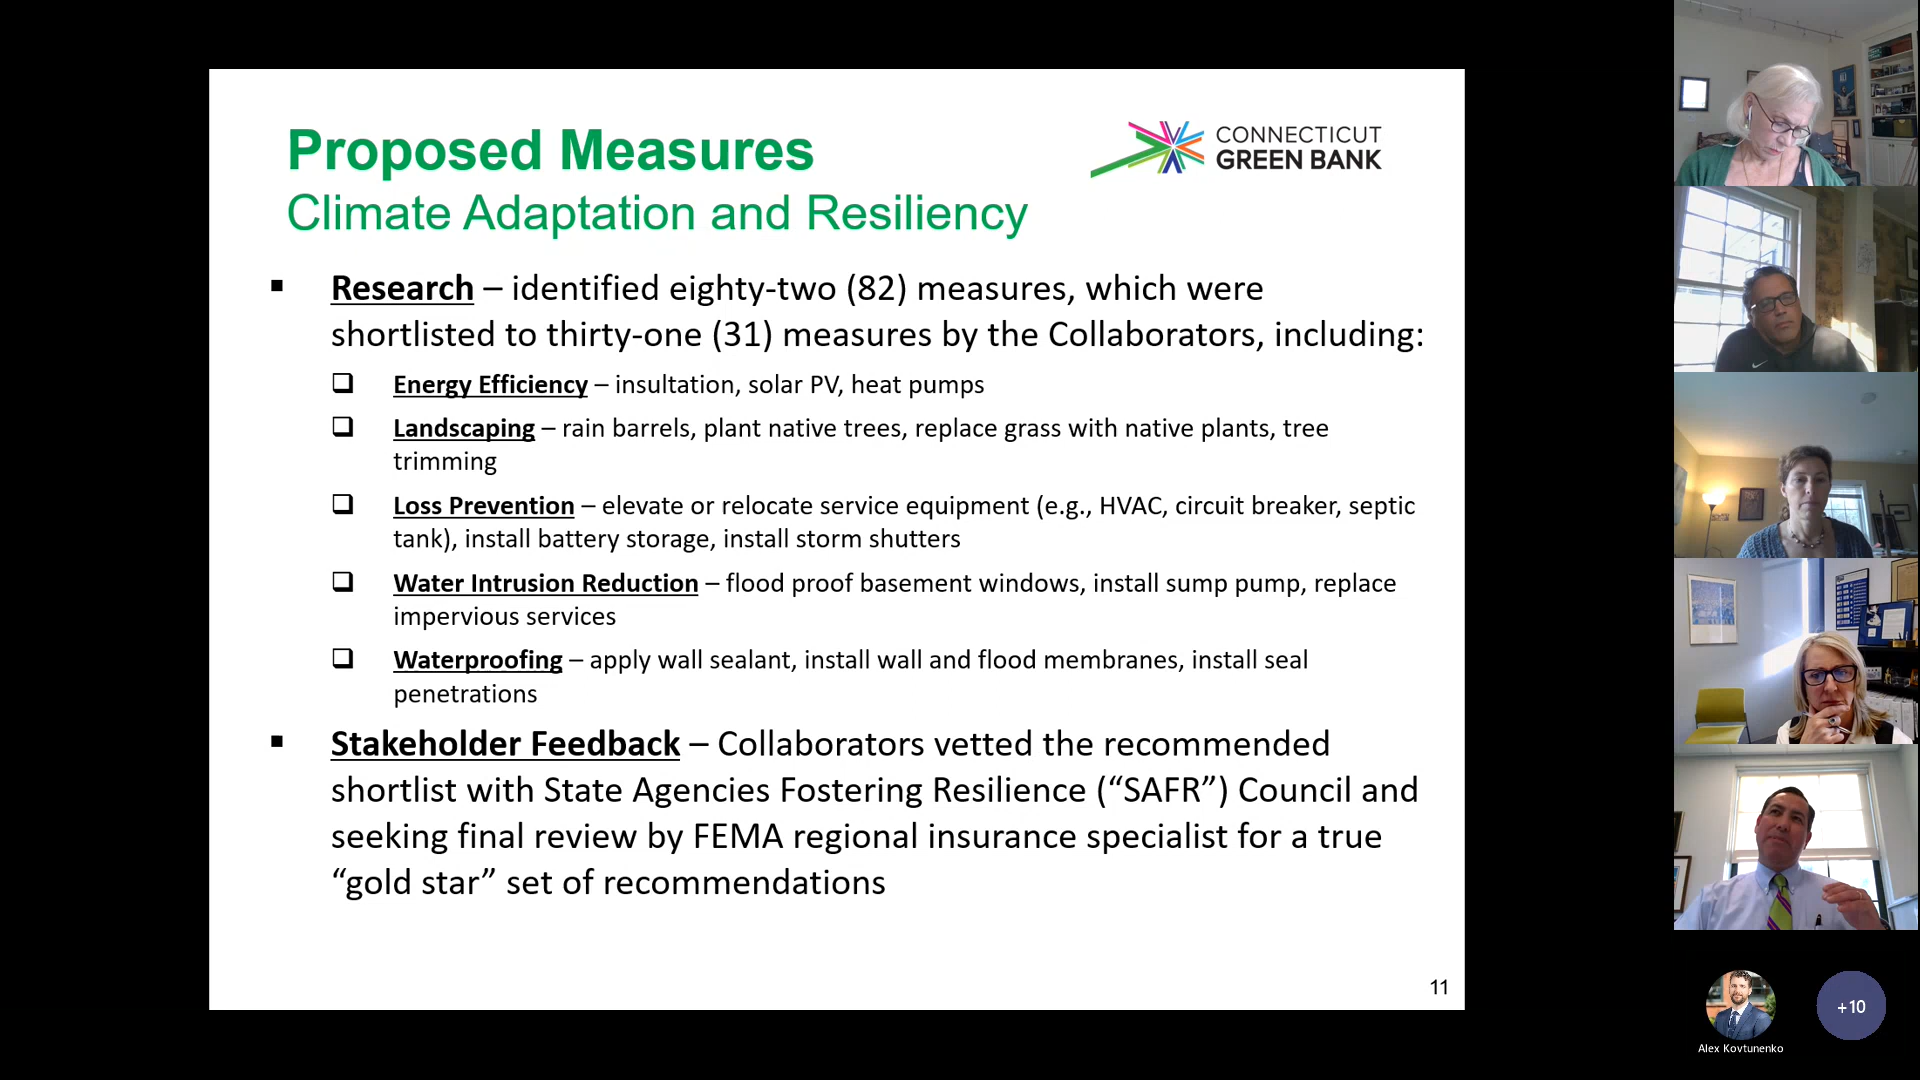 Proposed Measures
Climate Adaptation and Resiliency
CONNECTICUT
GREEN BANK
▪ Research – identified eighty-two (82) measures, which were
shortlisted to thirty-one (31) measures by the Collaborators, including:
❑ Energy Efficiency – insultation, solar PV, heat pumps
❑ Landscaping – rain barrels, plant native trees, replace grass with native plants, tree
trimming
❑ Loss Prevention – elevate or relocate service equipment (e.g., HVAC, circuit breaker, septic
tank), install battery storage, install storm shutters
❑ Water Intrusion Reduction – flood proof basement windows, install sump pump, replace
impervious services
❑ Waterproofing – apply wall sealant, install wall and flood membranes, install seal
penetrations
▪ Stakeholder Feedback – Collaborators vetted the recommended
shortlist with State Agencies Fostering Resilience (“SAFR”) Council and
seeking final review by FEMA regional insurance specialist for a true
“gold star” set of recommendations
11
+10
Alex Kovtunenko